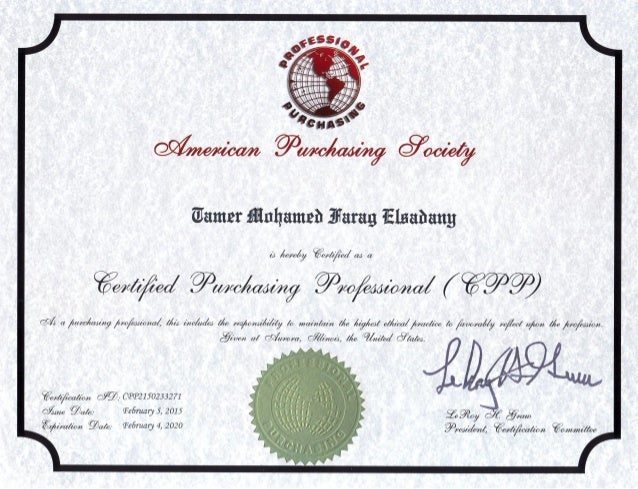 PROFESSIONAL
PURCHASING
American Purchasing Society
Tamer Mohamed Farag Elsadany
is hereby Certified as a
Certified Purchasing Professional (CPP)
As a purchasing professional, this includes the responsibility to maintain the highest ethical practice to favorably reflect upon the profession.
Given at Aurora, Illinois, the United States.
Certification ID: CPP2150233271
Issue Date: February 5, 2015
Expiration Date: February 4, 2020
PROFESSIONAL
PURCHASING
LeRoy H. Graw
President, Certification Committee